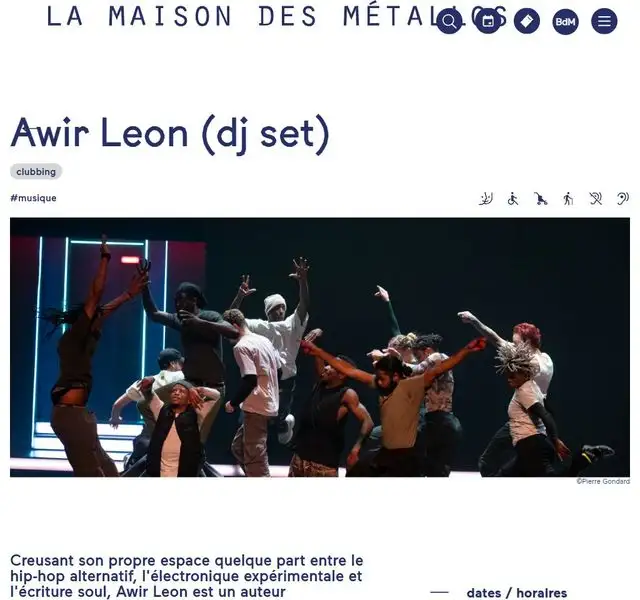 LA MAISON DES MÉTALLOS
BdM
Awir Leon (dj set)
clubbing
#musique
©Pierre Gondard
Creusant son propre espace quelque part entre le
hip-hop alternatif, l'électronique expérimentale et
l'écriture soul, Awir Leon est un auteur
dates / horaires